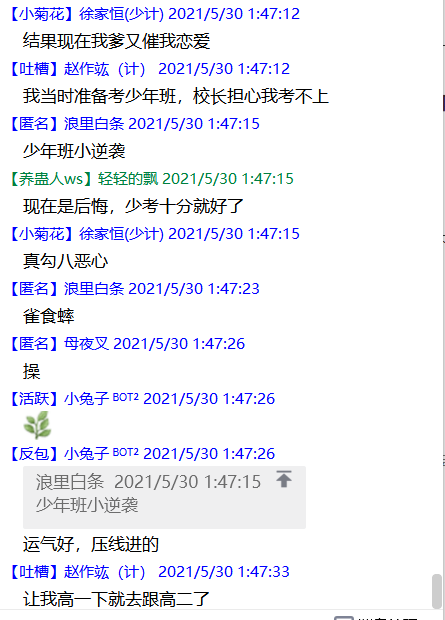 【小菊花】徐家恒(少计) 2021/5/30 1:47:12
结果现在我爹又催我恋爱
【吐槽】赵作竑（计） 2021/5/30 1:47:12
我当时准备考少年班，校长担心我考不上
【匿名】浪里白条 2021/5/30 1:47:15
少年班小逆袭
【养蛊人ws】轻轻的飘 2021/5/30 1:47:15
现在是后悔，少考十分就好了
【小菊花】徐家恒(少计) 2021/5/30 1:47:15
真勾八恶心
【匿名】浪里白条 2021/5/30 1:47:23
雀食蟀
【匿名】母夜叉 2021/5/30 1:47:26
操
【活跃】小兔子 BOT2 2021/5/30 1:47:26
【反包】小兔子 BOT2 2021/5/30 1:47:26
浪里白条 2021/5/30 1:47:15
少年班小逆袭
运气好，压线进的
【吐槽】赵作竑（计） 2021/5/30 1:47:33
让我高一下就去跟高二了